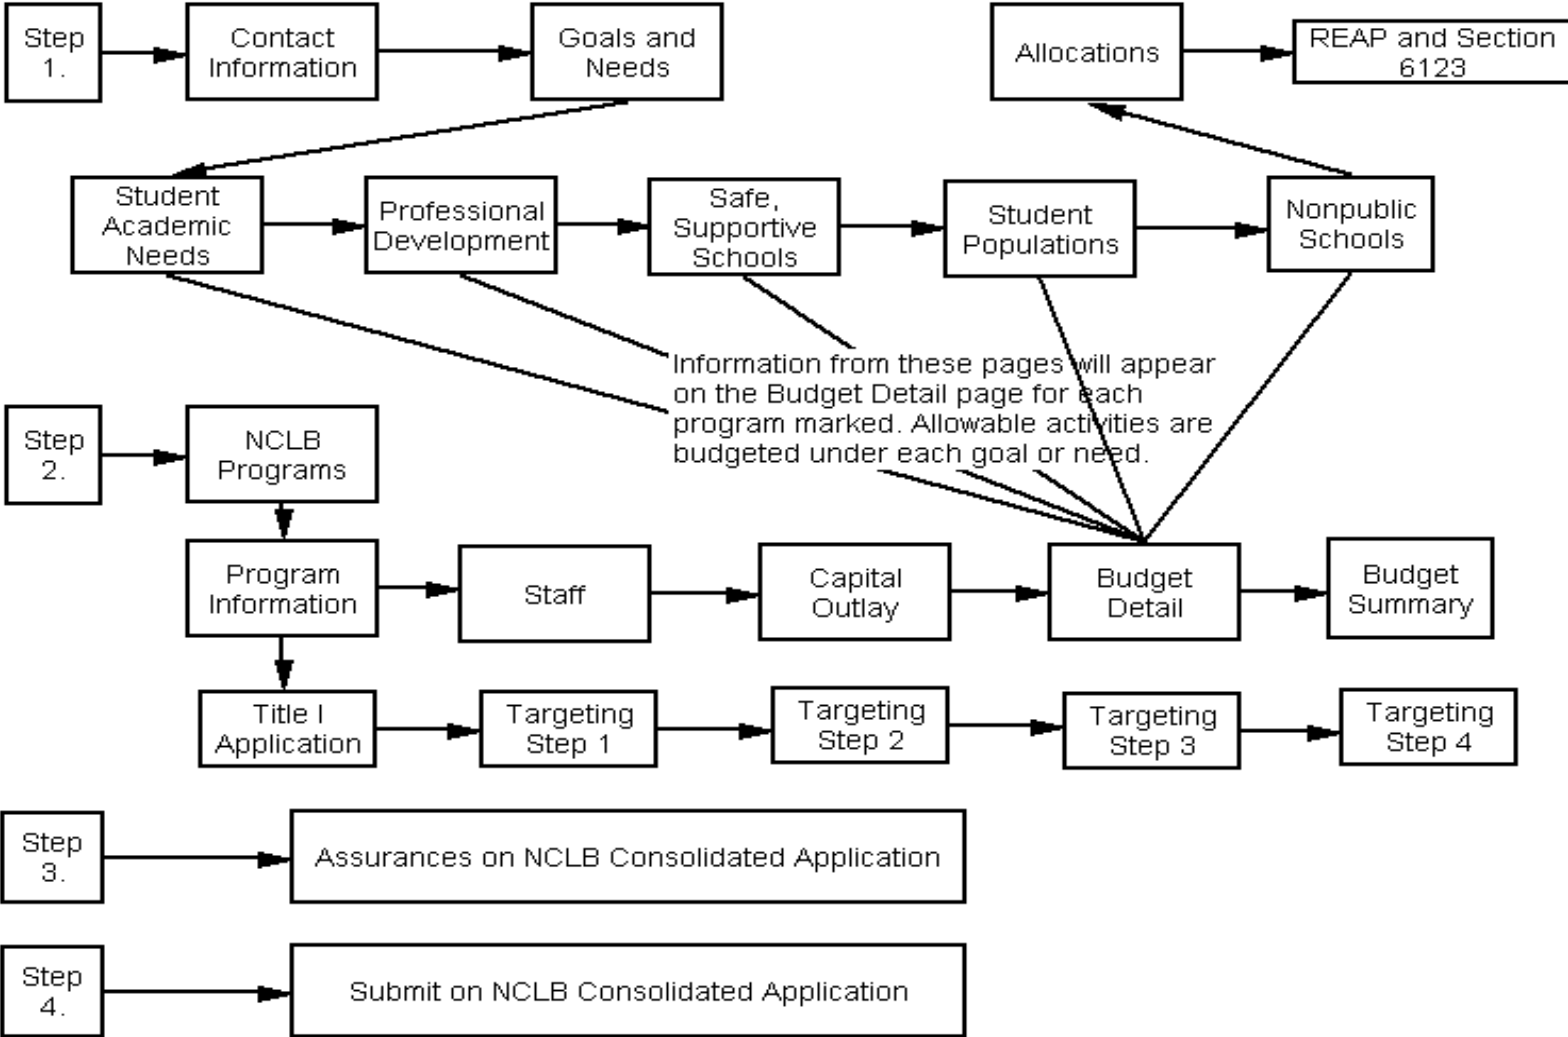 Step
1.
Contact
Information
Goals and
Needs
Allocations
REAP and Section
6123
Student
Academic
Needs
Professional
Development
Safe,
Supportive
Schools
Student
Populations
Nonpublic
Schools
Information from these pages will appear
on the Budget Detail page for each
program marked. Allowable activities are
budgeted under each goal or need.
Step
2.
NCLB
Programs
Program
Information
Staff
Capital
Outlay
Budget
Detail
Budget
Summary
Title I
Application
Targeting
Step 1
Targeting
Step 2
Targeting
Step 3
Targeting
Step 4
Step
3.
Assurances on NCLB Consolidated Application
Step
4.
Submit on NCLB Consolidated Application